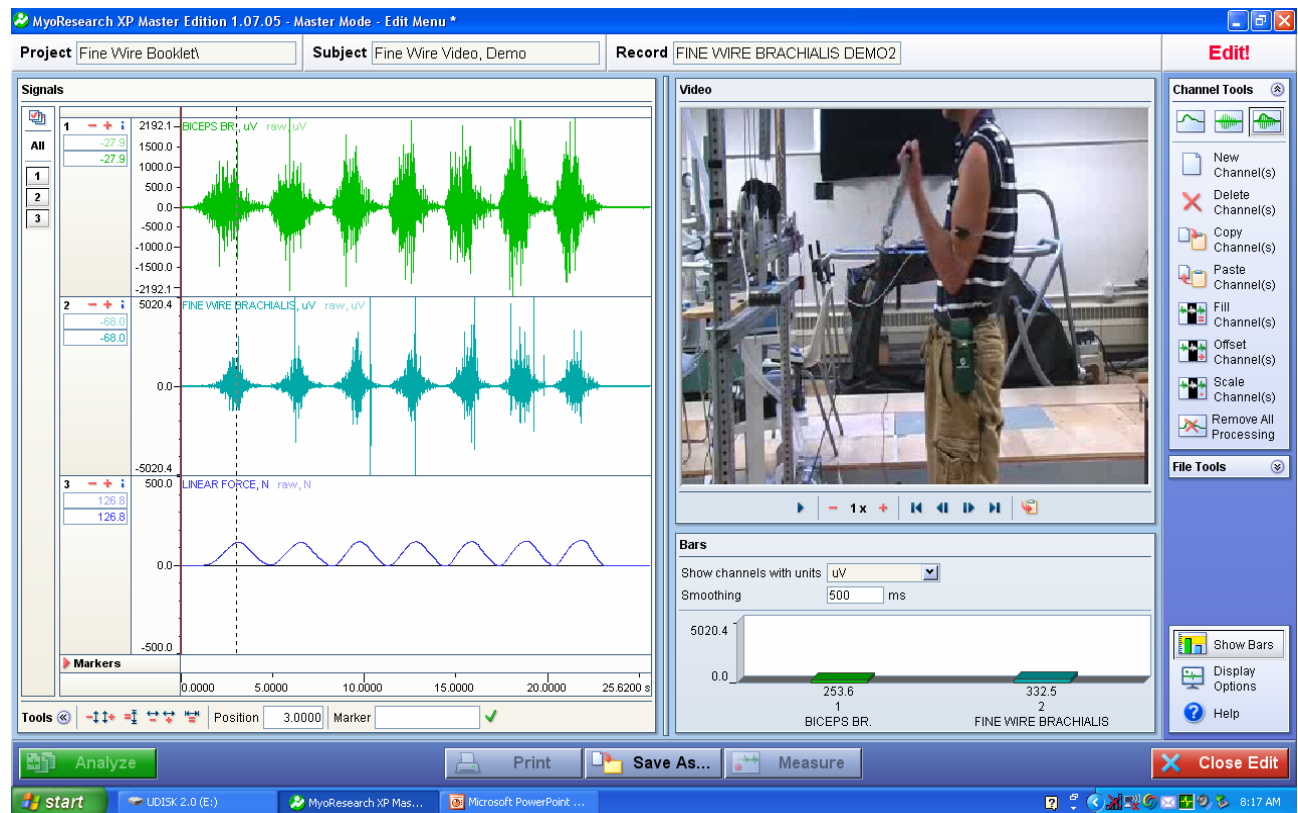 MyoResearch XP Master Edition 1.07.05 - Master Mode - Edit Menu *
Project Fine Wire Booklet\ Subject Fine Wire Video, Demo Record FINE WIRE BRACHIALIS DEMO2 Edit!
Signals
All
1
2
3
1 - + i
-27.9
-27.9
2192.1
1500.0
1000.0
500.0
0.0
-500.0
-1000.0
-1500.0
-2192.1
BICEPS BR., uV raw, uV
2 - + i
-68.0
-68.0
5020.4
0.0
-5020.4
FINE WIRE BRACHIALIS, uV raw, uV
3 - + i
126.8
126.8
500.0
0.0
-500.0
LINEAR FORCE, N raw, N
Markers
0.0000 5.0000 10.0000 15.0000 20.0000 25.6200 s
Tools Position 3.0000 Marker
Video
- 1x +
Bars
Show channels with units uV
Smoothing 500 ms
5020.4
0.0
253.6 332.5
1 2
BICEPS BR. FINE WIRE BRACHIALIS
Channel Tools
New
Channel(s)
Delete
Channel(s)
Copy
Channel(s)
Paste
Channel(s)
Fill
Channel(s)
Offset
Channel(s)
Scale
Channel(s)
Remove All
Processing
File Tools
Show Bars
Display
Options
Help
Analyze Print Save As... Measure Close Edit
start UDISK 2.0 (E:) MyoResearch XP Mas... Microsoft PowerPoint ... 8:17 AM